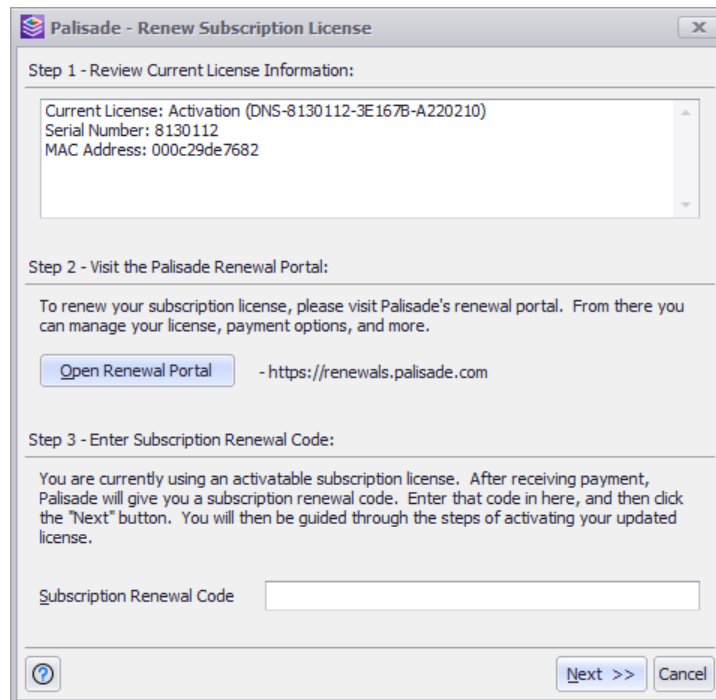 Palisade - Renew Subscription License
Step 1 - Review Current License Information:
Current License: Activation (DNS-8130112-3E167B-A220210)
Serial Number: 8130112
MAC Address: 000c29de7682
Step 2 - Visit the Palisade Renewal Portal:
To renew your subscription license, please visit Palisade's renewal portal.  From there you
can manage your license, payment options, and more.
Open Renewal Portal - https://renewals.palisade.com
Step 3 - Enter Subscription Renewal Code:
You are currently using an activatable subscription license.  After receiving payment,
Palisade will give you a subscription renewal code.  Enter that code in here, and then click
the "Next" button.  You will then be guided through the steps of activating your updated
license.
Subscription Renewal Code
? Next >> Cancel